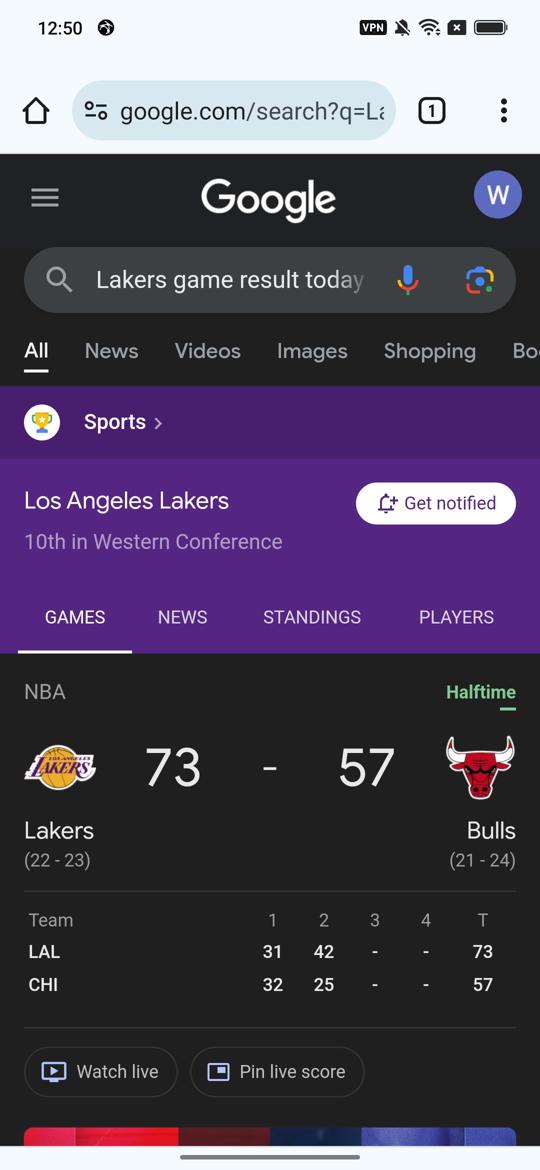 12:50 VPN
google.com/search?q=La
1
Google
W
Lakers game result today
All News Videos Images Shopping Bo
Sports
Los Angeles Lakers
Get notified
10th in Western Conference
GAMES NEWS STANDINGS PLAYERS
NBA Halftime
LOS ANGELES
LAKERS
73 - 57
Lakers Bulls
(22 - 23) (21 - 24)
Team 1 2 3 4 T
LAL 31 42 - - 73
CHI 32 25 - - 57
Watch live Pin live score